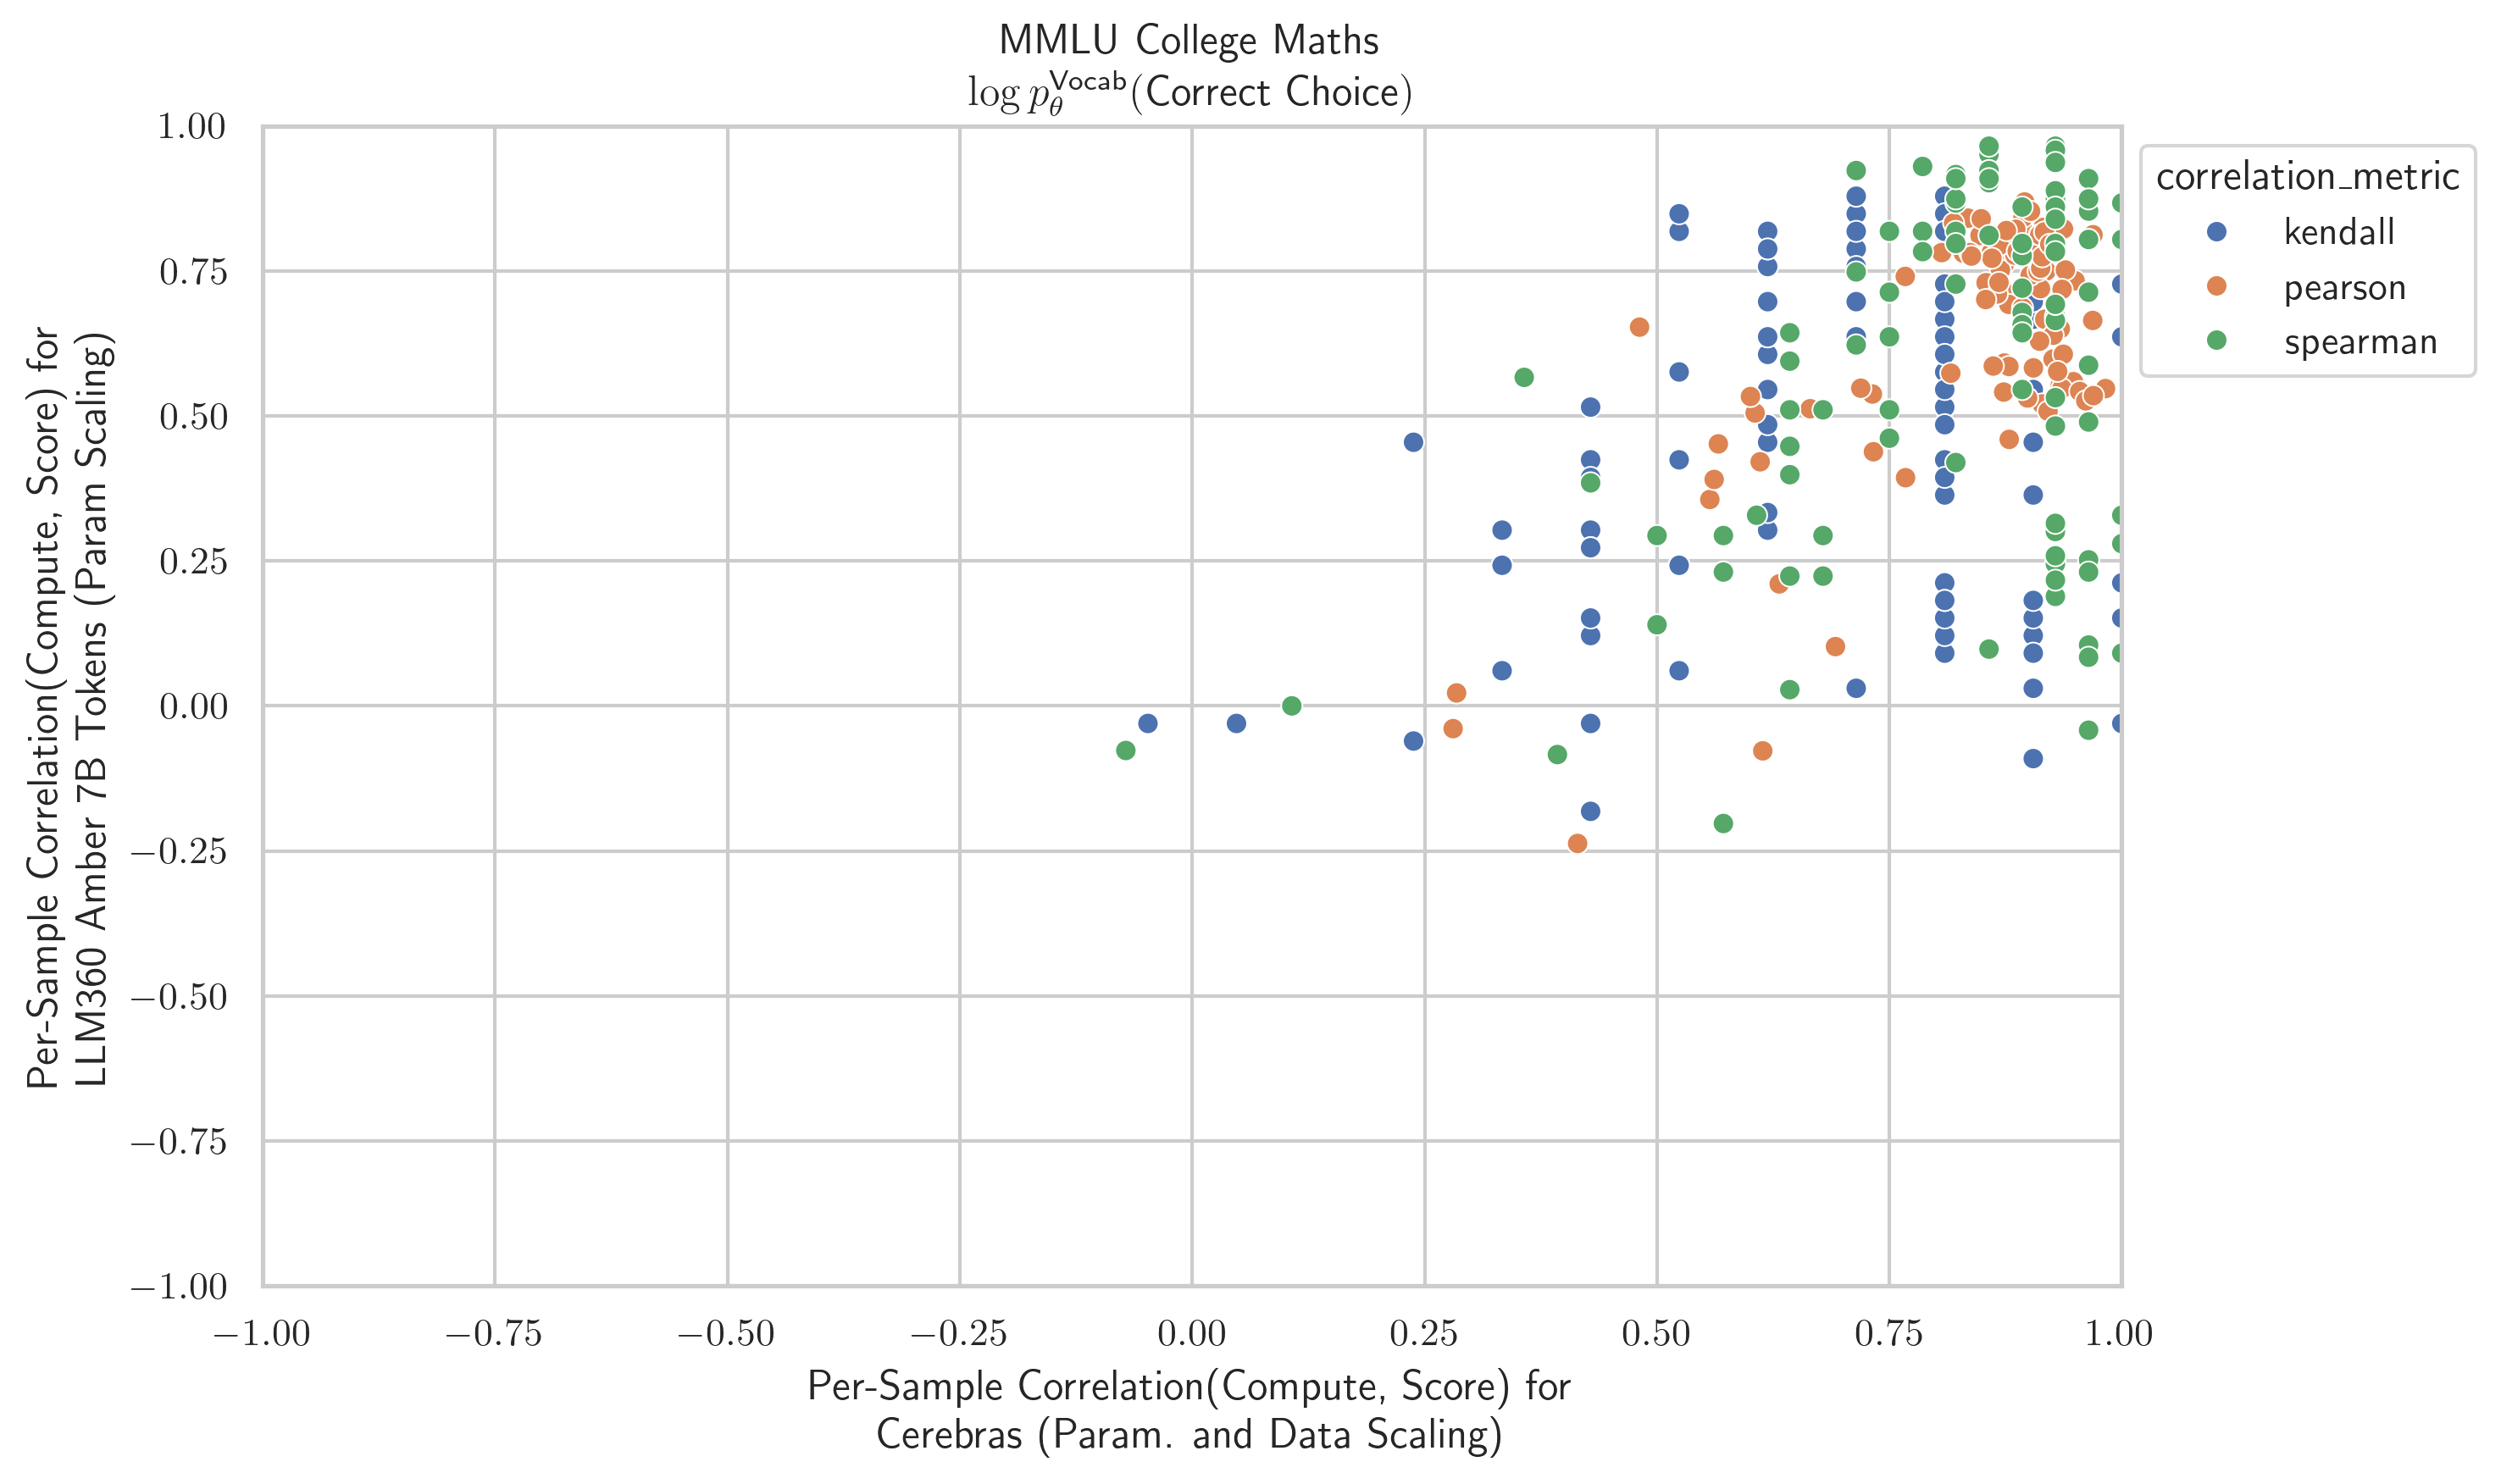 MMLU College Maths
log p_θ^Vocab(Correct Choice)
Per-Sample Correlation(Compute, Score) for
LLM360 Amber 7B Tokens (Param Scaling)
1.00
0.75
0.50
0.25
0.00
−0.25
−0.50
−0.75
−1.00
−1.00 −0.75 −0.50 −0.25 0.00 0.25 0.50 0.75 1.00
Per-Sample Correlation(Compute, Score) for
Cerebras (Param. and Data Scaling)
correlation_metric
kendall
pearson
spearman